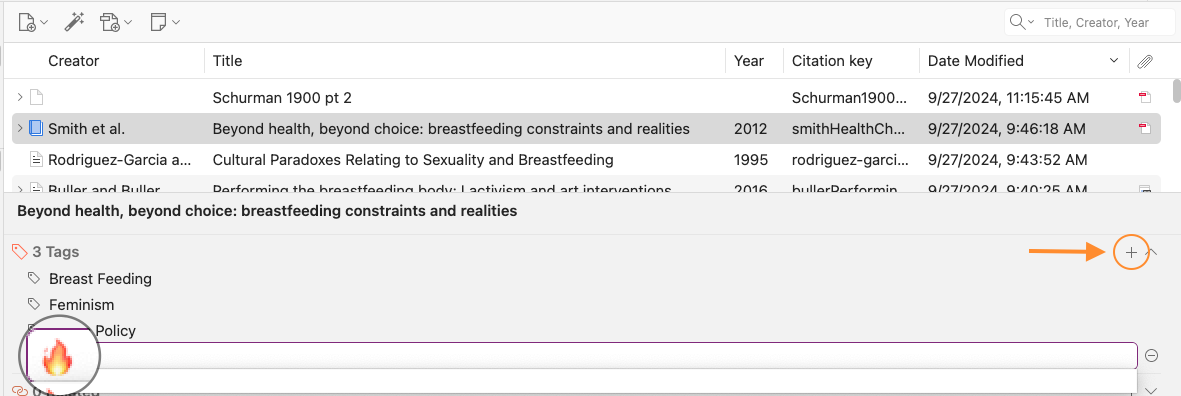 Title, Creator, Year
Creator Title Year Citation key Date Modified
Schurman 1900 pt 2 Schurman1900... 9/27/2024, 11:15:45 AM
Smith et al. Beyond health, beyond choice: breastfeeding constraints and realities 2012 smithHealthCh... 9/27/2024, 9:46:18 AM
Rodriguez-Garcia a... Cultural Paradoxes Relating to Sexuality and Breastfeeding 1995 rodriguez-garci... 9/27/2024, 9:43:52 AM
Buller and Buller Performing the breastfeeding body: Lactivism and art interventions 2016 bullerPerformin... 9/27/2024, 9:40:25 AM
Beyond health, beyond choice: breastfeeding constraints and realities
3 Tags
Breast Feeding
Feminism
Policy